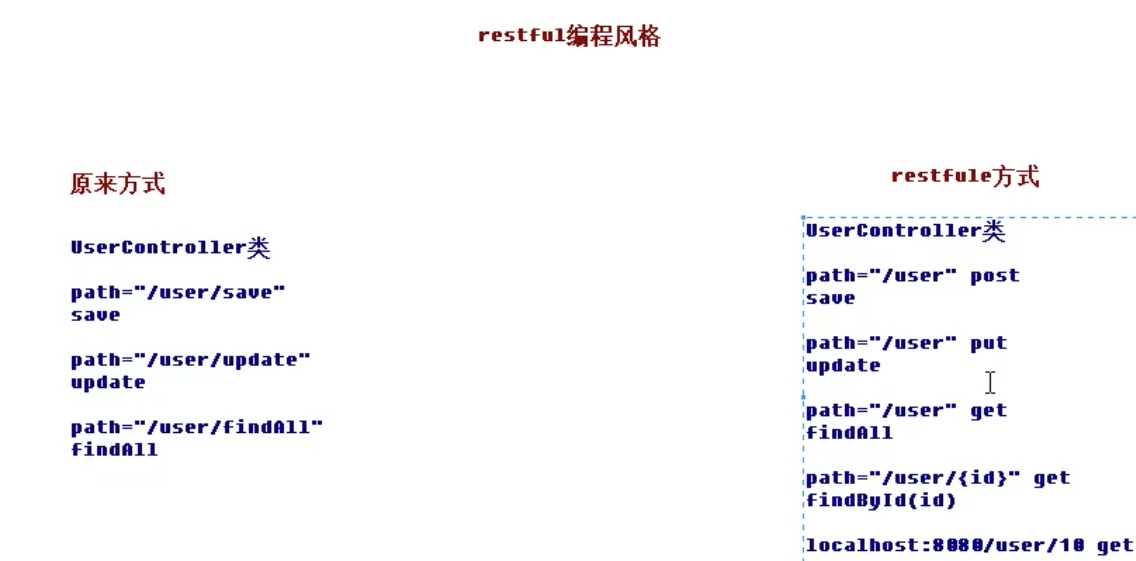 restful编程风格
原来方式
UserController类
path="/user/save"
save
path="/user/update"
update
path="/user/findAll"
findAll
restfule方式
UserController类
path="/user" post
save
path="/user" put
update
path="/user" get
findAll
path="/user/{id}" get
findById(id)
localhost:8080/user/10 get